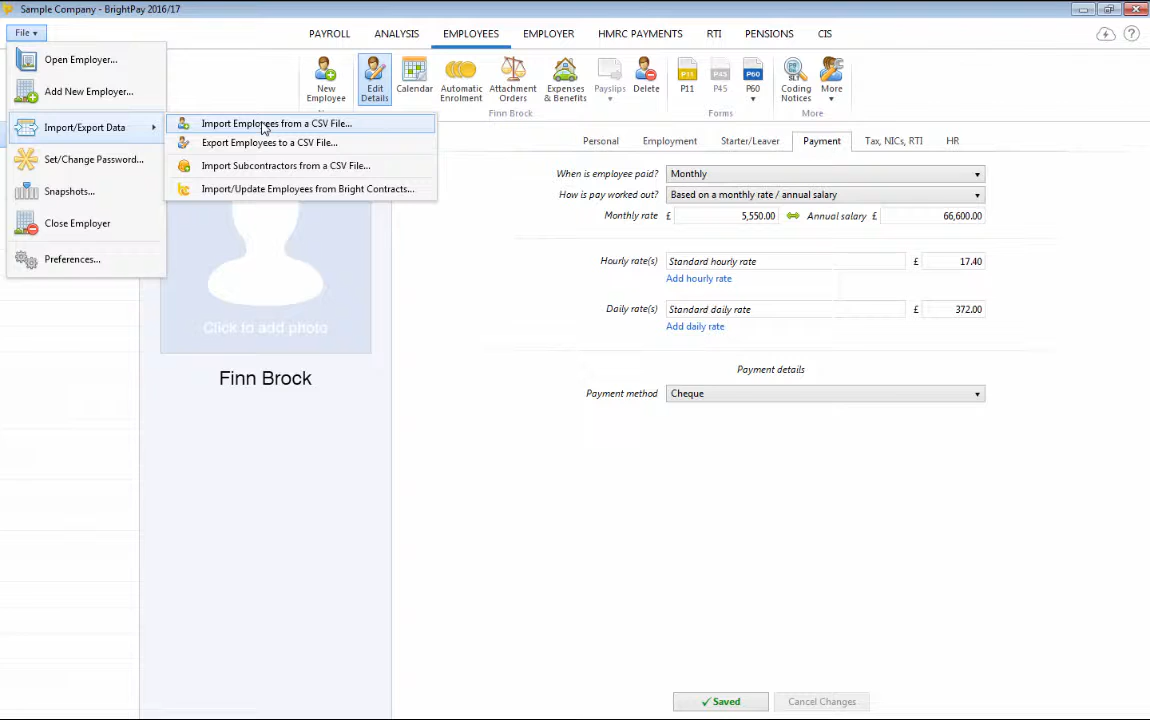 Sample Company - BrightPay 2016/17
File
PAYROLL ANALYSIS EMPLOYEES EMPLOYER HMRC PAYMENTS RTI PENSIONS CIS
Open Employer...
Add New Employer...
Import/Export Data
Set/Change Password...
Snapshots...
Close Employer
Preferences...
Import Employees from a CSV File...
Export Employees to a CSV File...
Import Subcontractors from a CSV File...
Import/Update Employees from Bright Contracts...
New Employee
Edit Details
Calendar
Automatic Enrolment
Attachment Orders
Expenses & Benefits
Payslips
Delete
P11 P11
P45 P45
P60 P60
Coding Notices
More
Finn Brock
Forms
More
Personal Employment Starter/Leaver Payment Tax, NICs, RTI HR
When is employee paid? Monthly
How is pay worked out? Based on a monthly rate / annual salary
Monthly rate £ 5,550.00 Annual salary £ 66,600.00
Hourly rate(s) Standard hourly rate £ 17.40
Add hourly rate
Daily rate(s) Standard daily rate £ 372.00
Add daily rate
Payment details
Payment method Cheque
Click to add photo
Finn Brock
Saved Cancel Changes